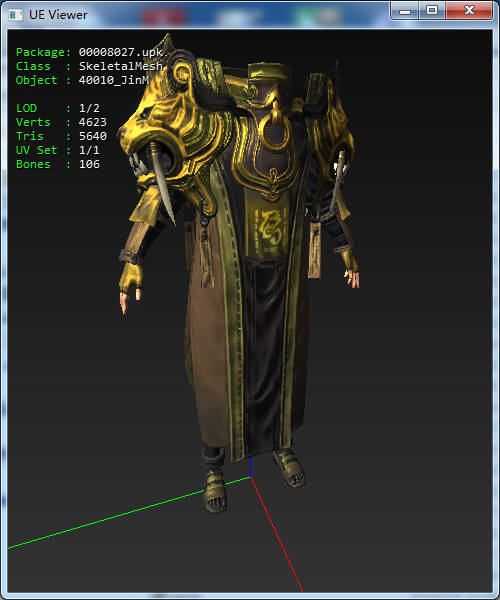 UE Viewer
Package: 00008027.upk
Class : SkeletalMesh
Object : 40010_JinM
LOD : 1/2
Verts : 4623
Tris : 5640
UV Set : 1/1
Bones : 106